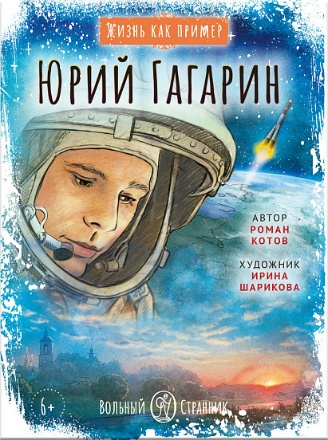 Жизнь как пример
Юрий Гагарин
АВТОР
РОМАН
КОТОВ
ХУДОЖНИК
ИРИНА
ШАРИКОВА
6+
Вольный Странник